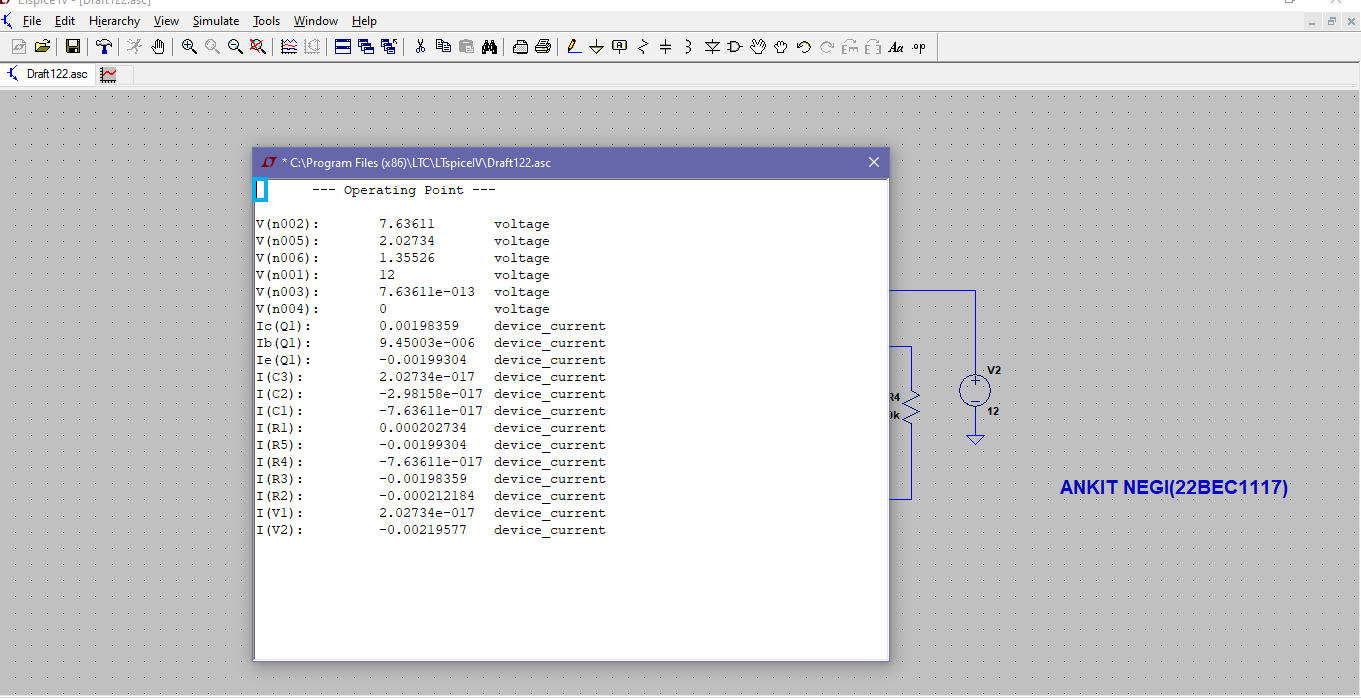 LTspice IV - [Draft122.asc]
File Edit Hierarchy View Simulate Tools Window Help
Aa .op
Draft122.asc
* C:\Program Files (x86)\LTC\LTspiceIV\Draft122.asc
--- Operating Point ---
V(n002): 7.63611 voltage
V(n005): 2.02734 voltage
V(n006): 1.35526 voltage
V(n001): 12 voltage
V(n003): 7.63611e-013 voltage
V(n004): 0 voltage
Ic(Q1): 0.00198359 device_current
Ib(Q1): 9.45003e-006 device_current
Ie(Q1): -0.00199304 device_current
I(C3): 2.02734e-017 device_current
I(C2): -2.98158e-017 device_current
I(C1): -7.63611e-017 device_current
I(R1): 0.000202734 device_current
I(R5): -0.00199304 device_current
I(R4): -7.63611e-017 device_current
I(R3): -0.00198359 device_current
I(R2): -0.000212184 device_current
I(V1): 2.02734e-017 device_current
I(V2): -0.00219577 device_current
V2
R4
12
0k
ANKIT NEGI(22BEC1117)